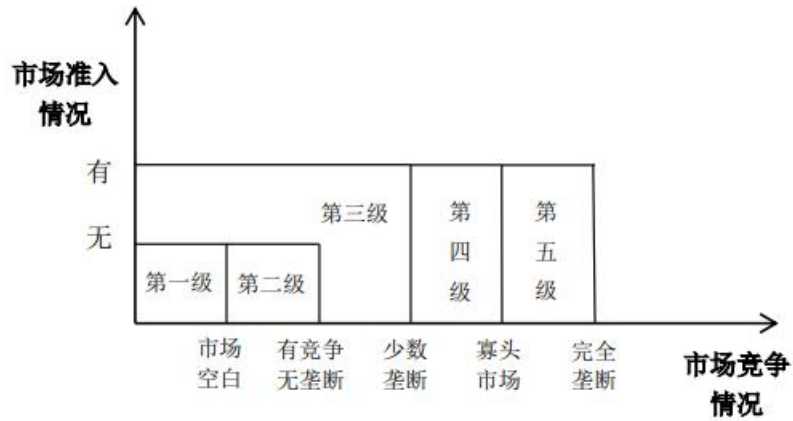 市场准入
情况
有
无
第一级
第二级
第三级
第
四
级
第
五
级
市场
空白
有竞争
无垄断
少数
垄断
寡头
市场
完全
垄断
市场竞争
情况